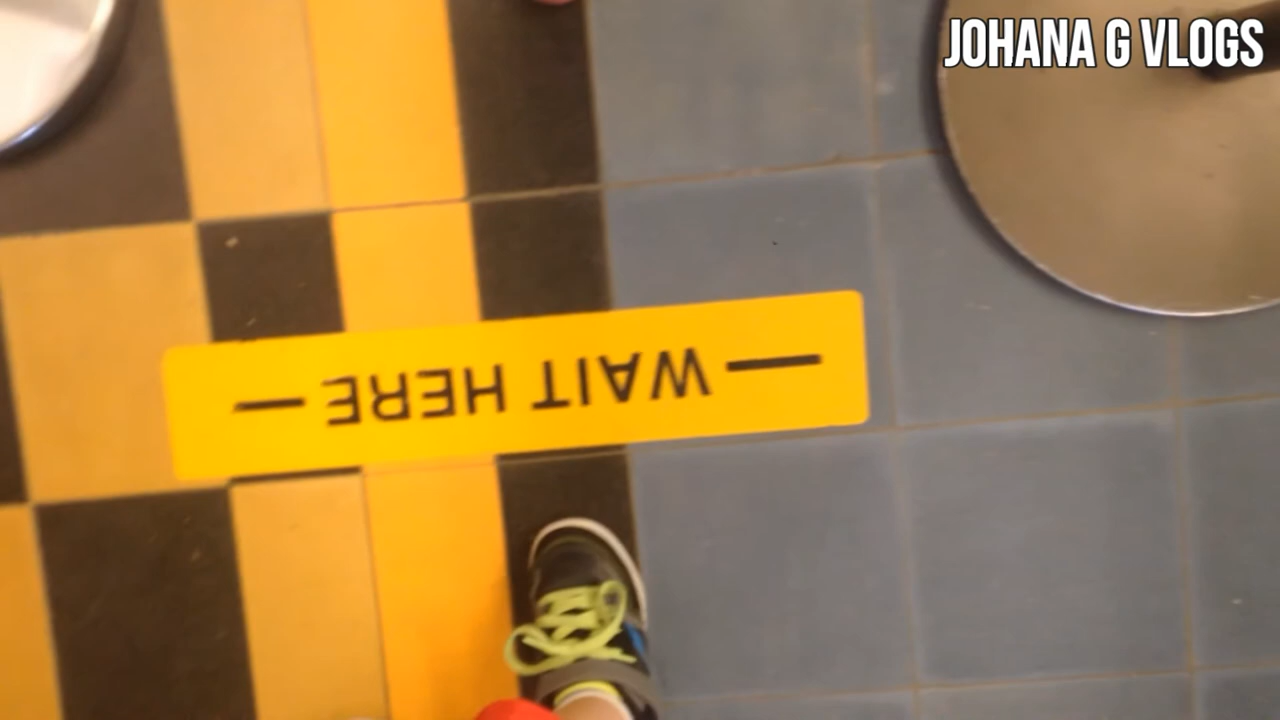 JOHANA G VLOGS
— WAIT HERE —